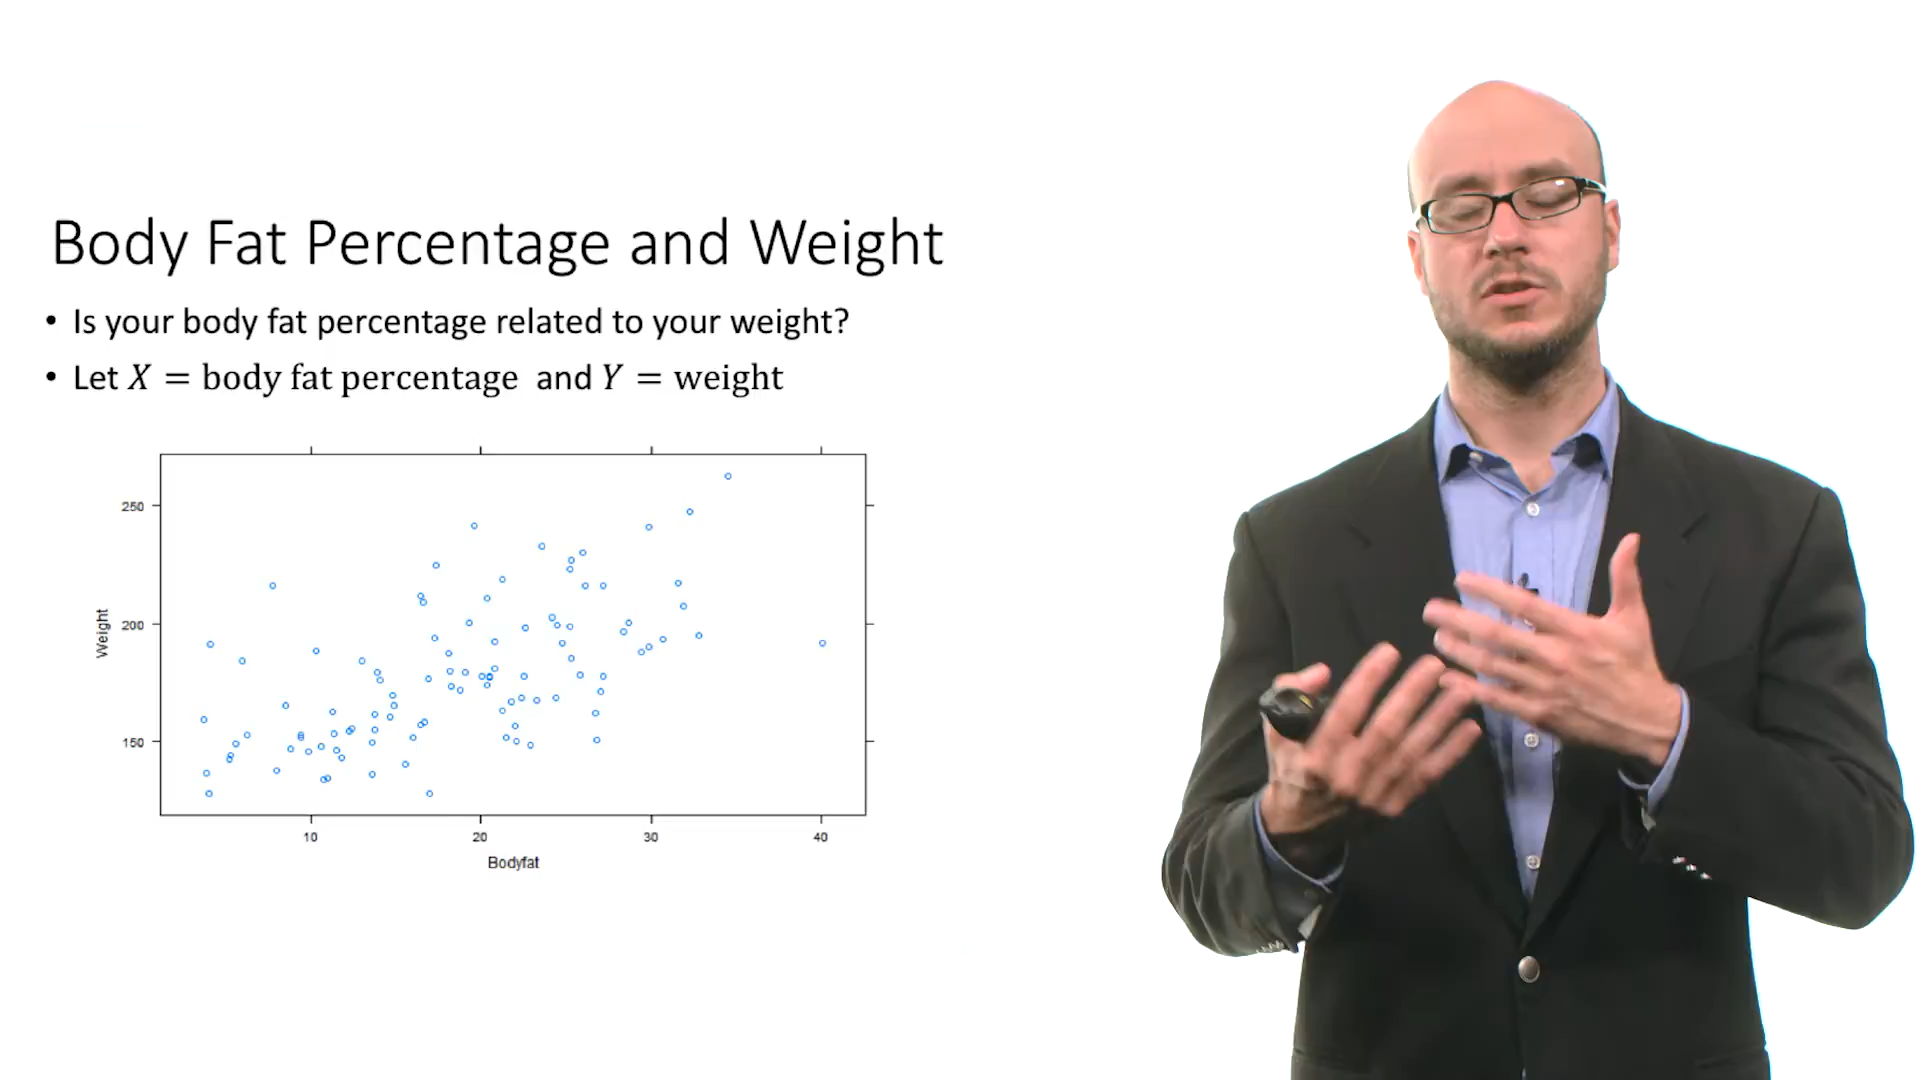 Body Fat Percentage and Weight
• Is your body fat percentage related to your weight?
• Let X = body fat percentage and Y = weight
250
200
150
Weight
10 20 30 40
Bodyfat